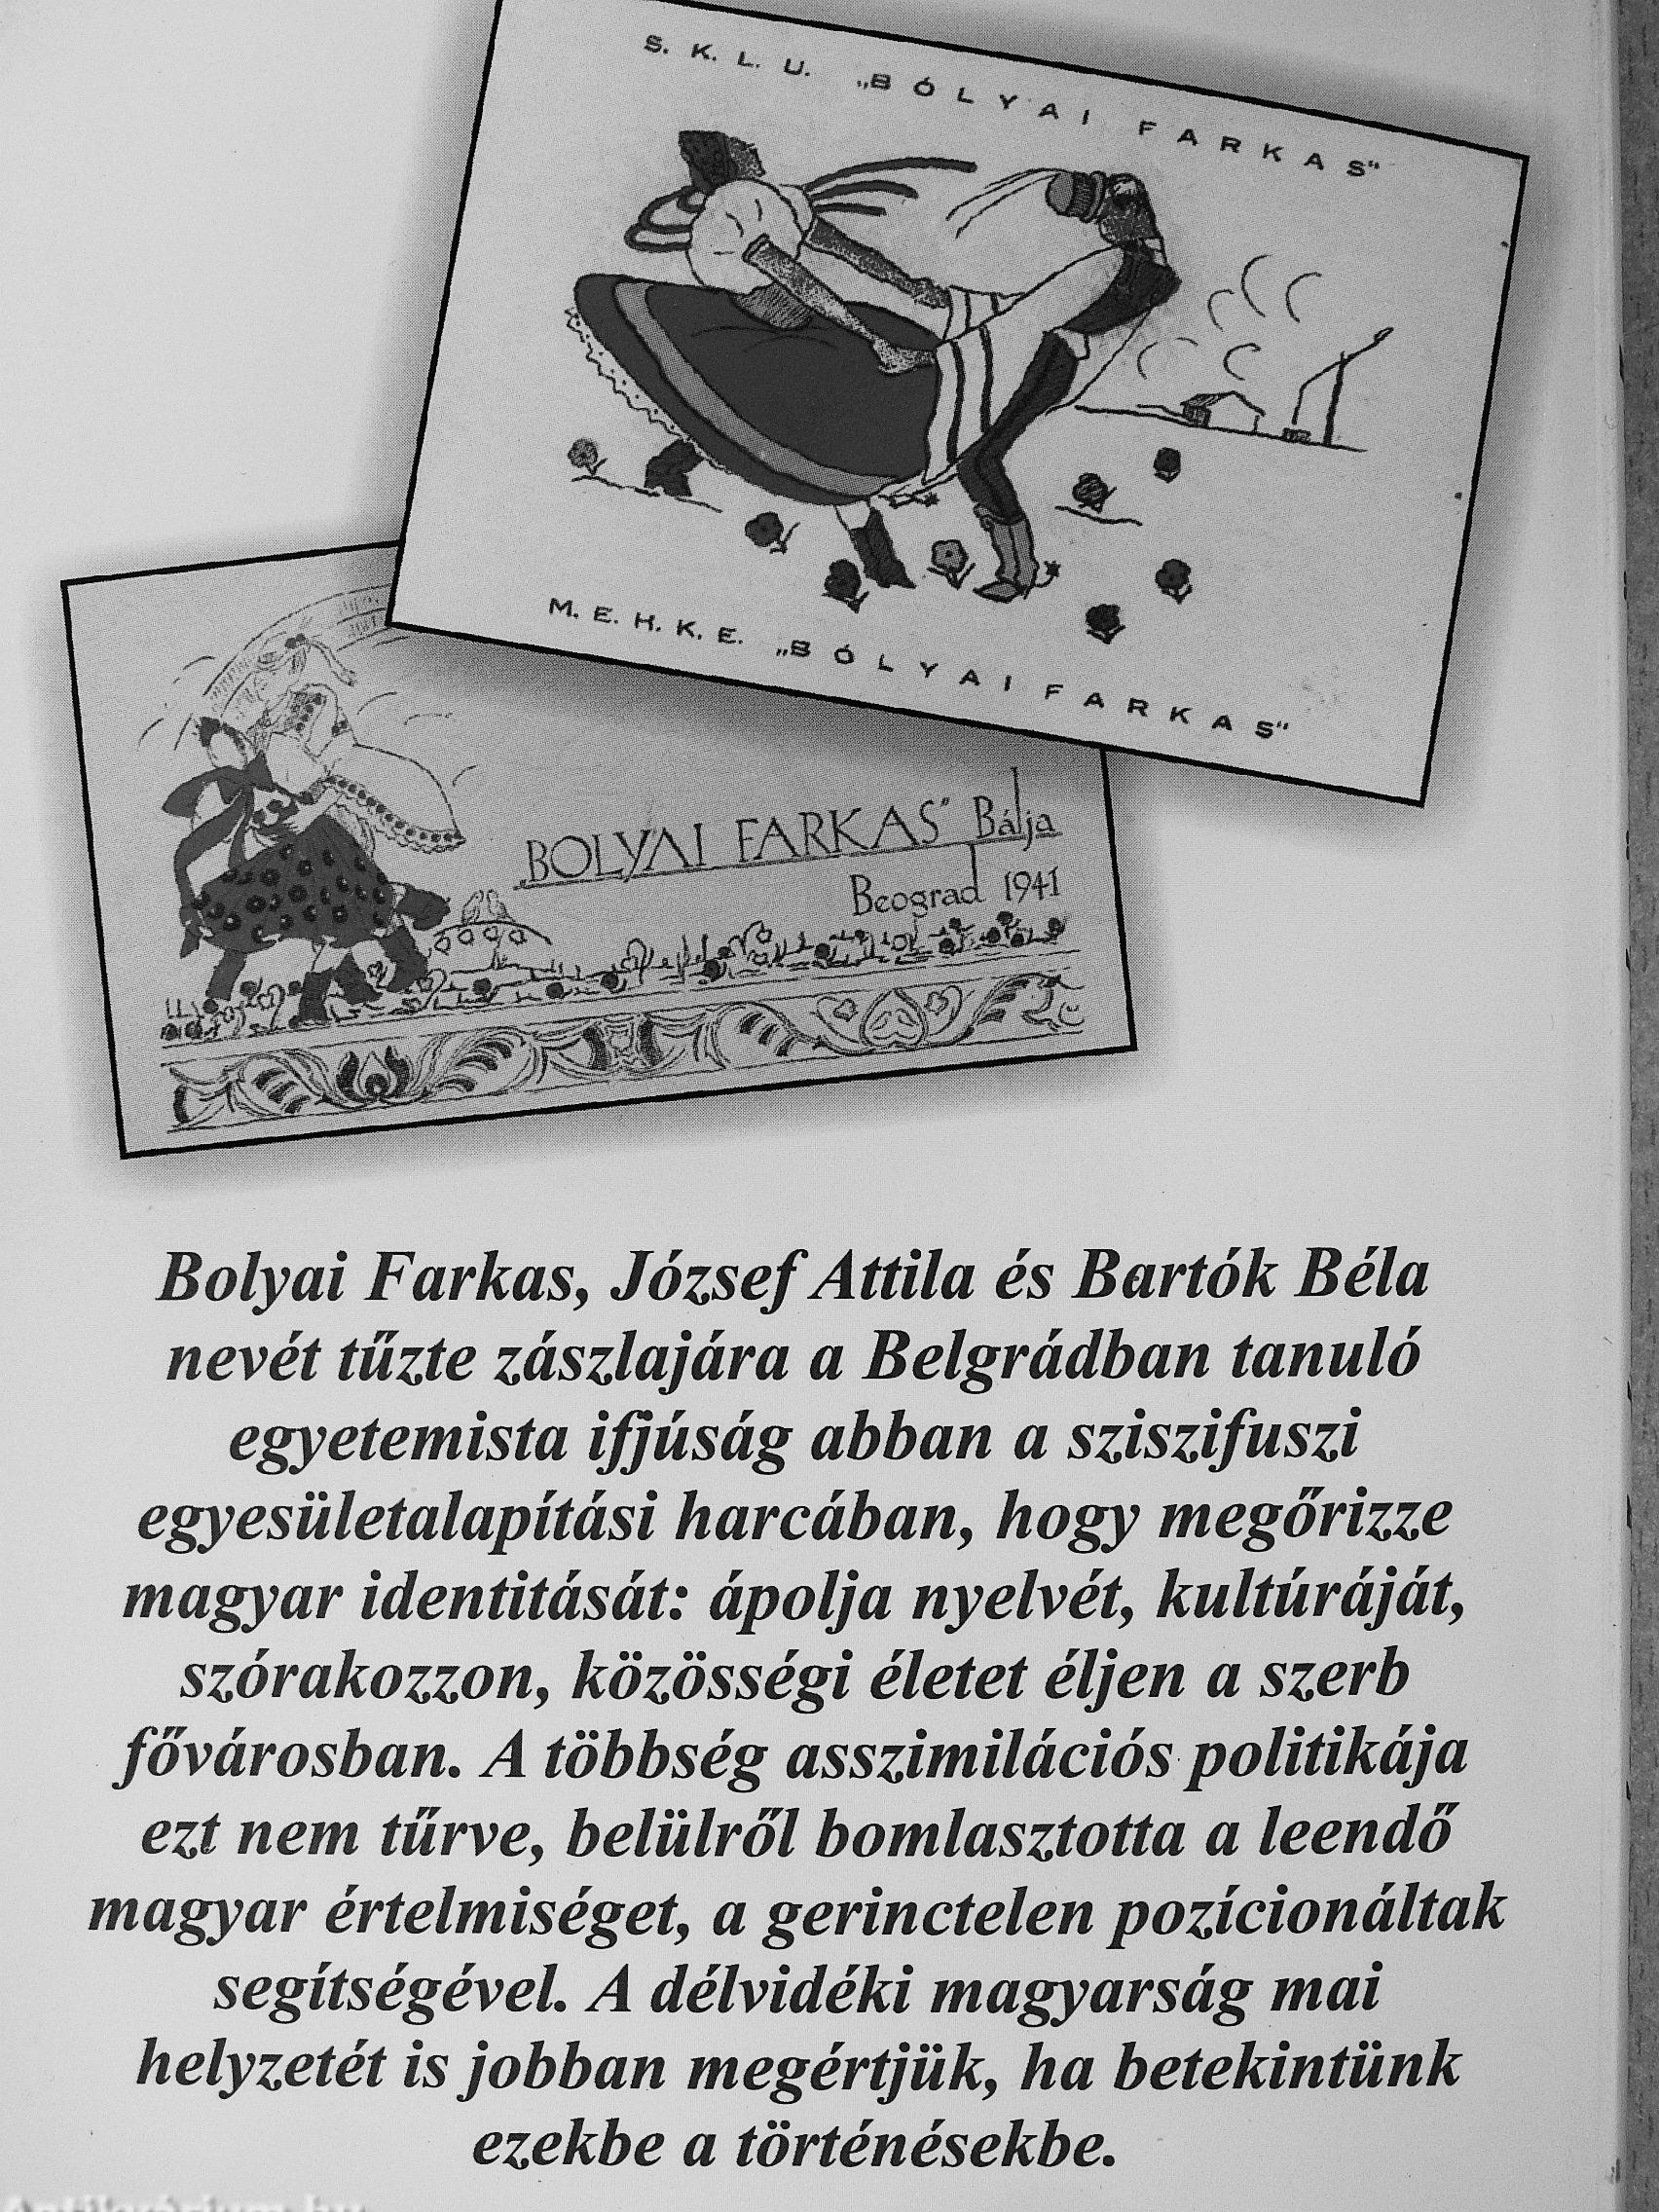 S. K. L. U. „BÓLYAI FARKAS"
M. E. H. K. E. „BÓLYAI FARKAS"
„BOLYAI FARKAS" Bálja
Beograd 1941
Bolyai Farkas, József Attila és Bartók Béla
nevét tűzte zászlajára a Belgrádban tanuló
egyetemista ifjúság abban a sziszifuszi
egyesületalapítási harcában, hogy megőrizze
magyar identitását: ápolja nyelvét, kultúráját,
szórakozzon, közösségi életet éljen a szerb
fővárosban. A többség asszimilációs politikája
ezt nem tűrve, belülről bomlasztotta a leendő
magyar értelmiséget, a gerinctelen pozícionáltak
segítségével. A délvidéki magyarság mai
helyzetét is jobban megértjük, ha betekintünk
ezekbe a történésekbe.